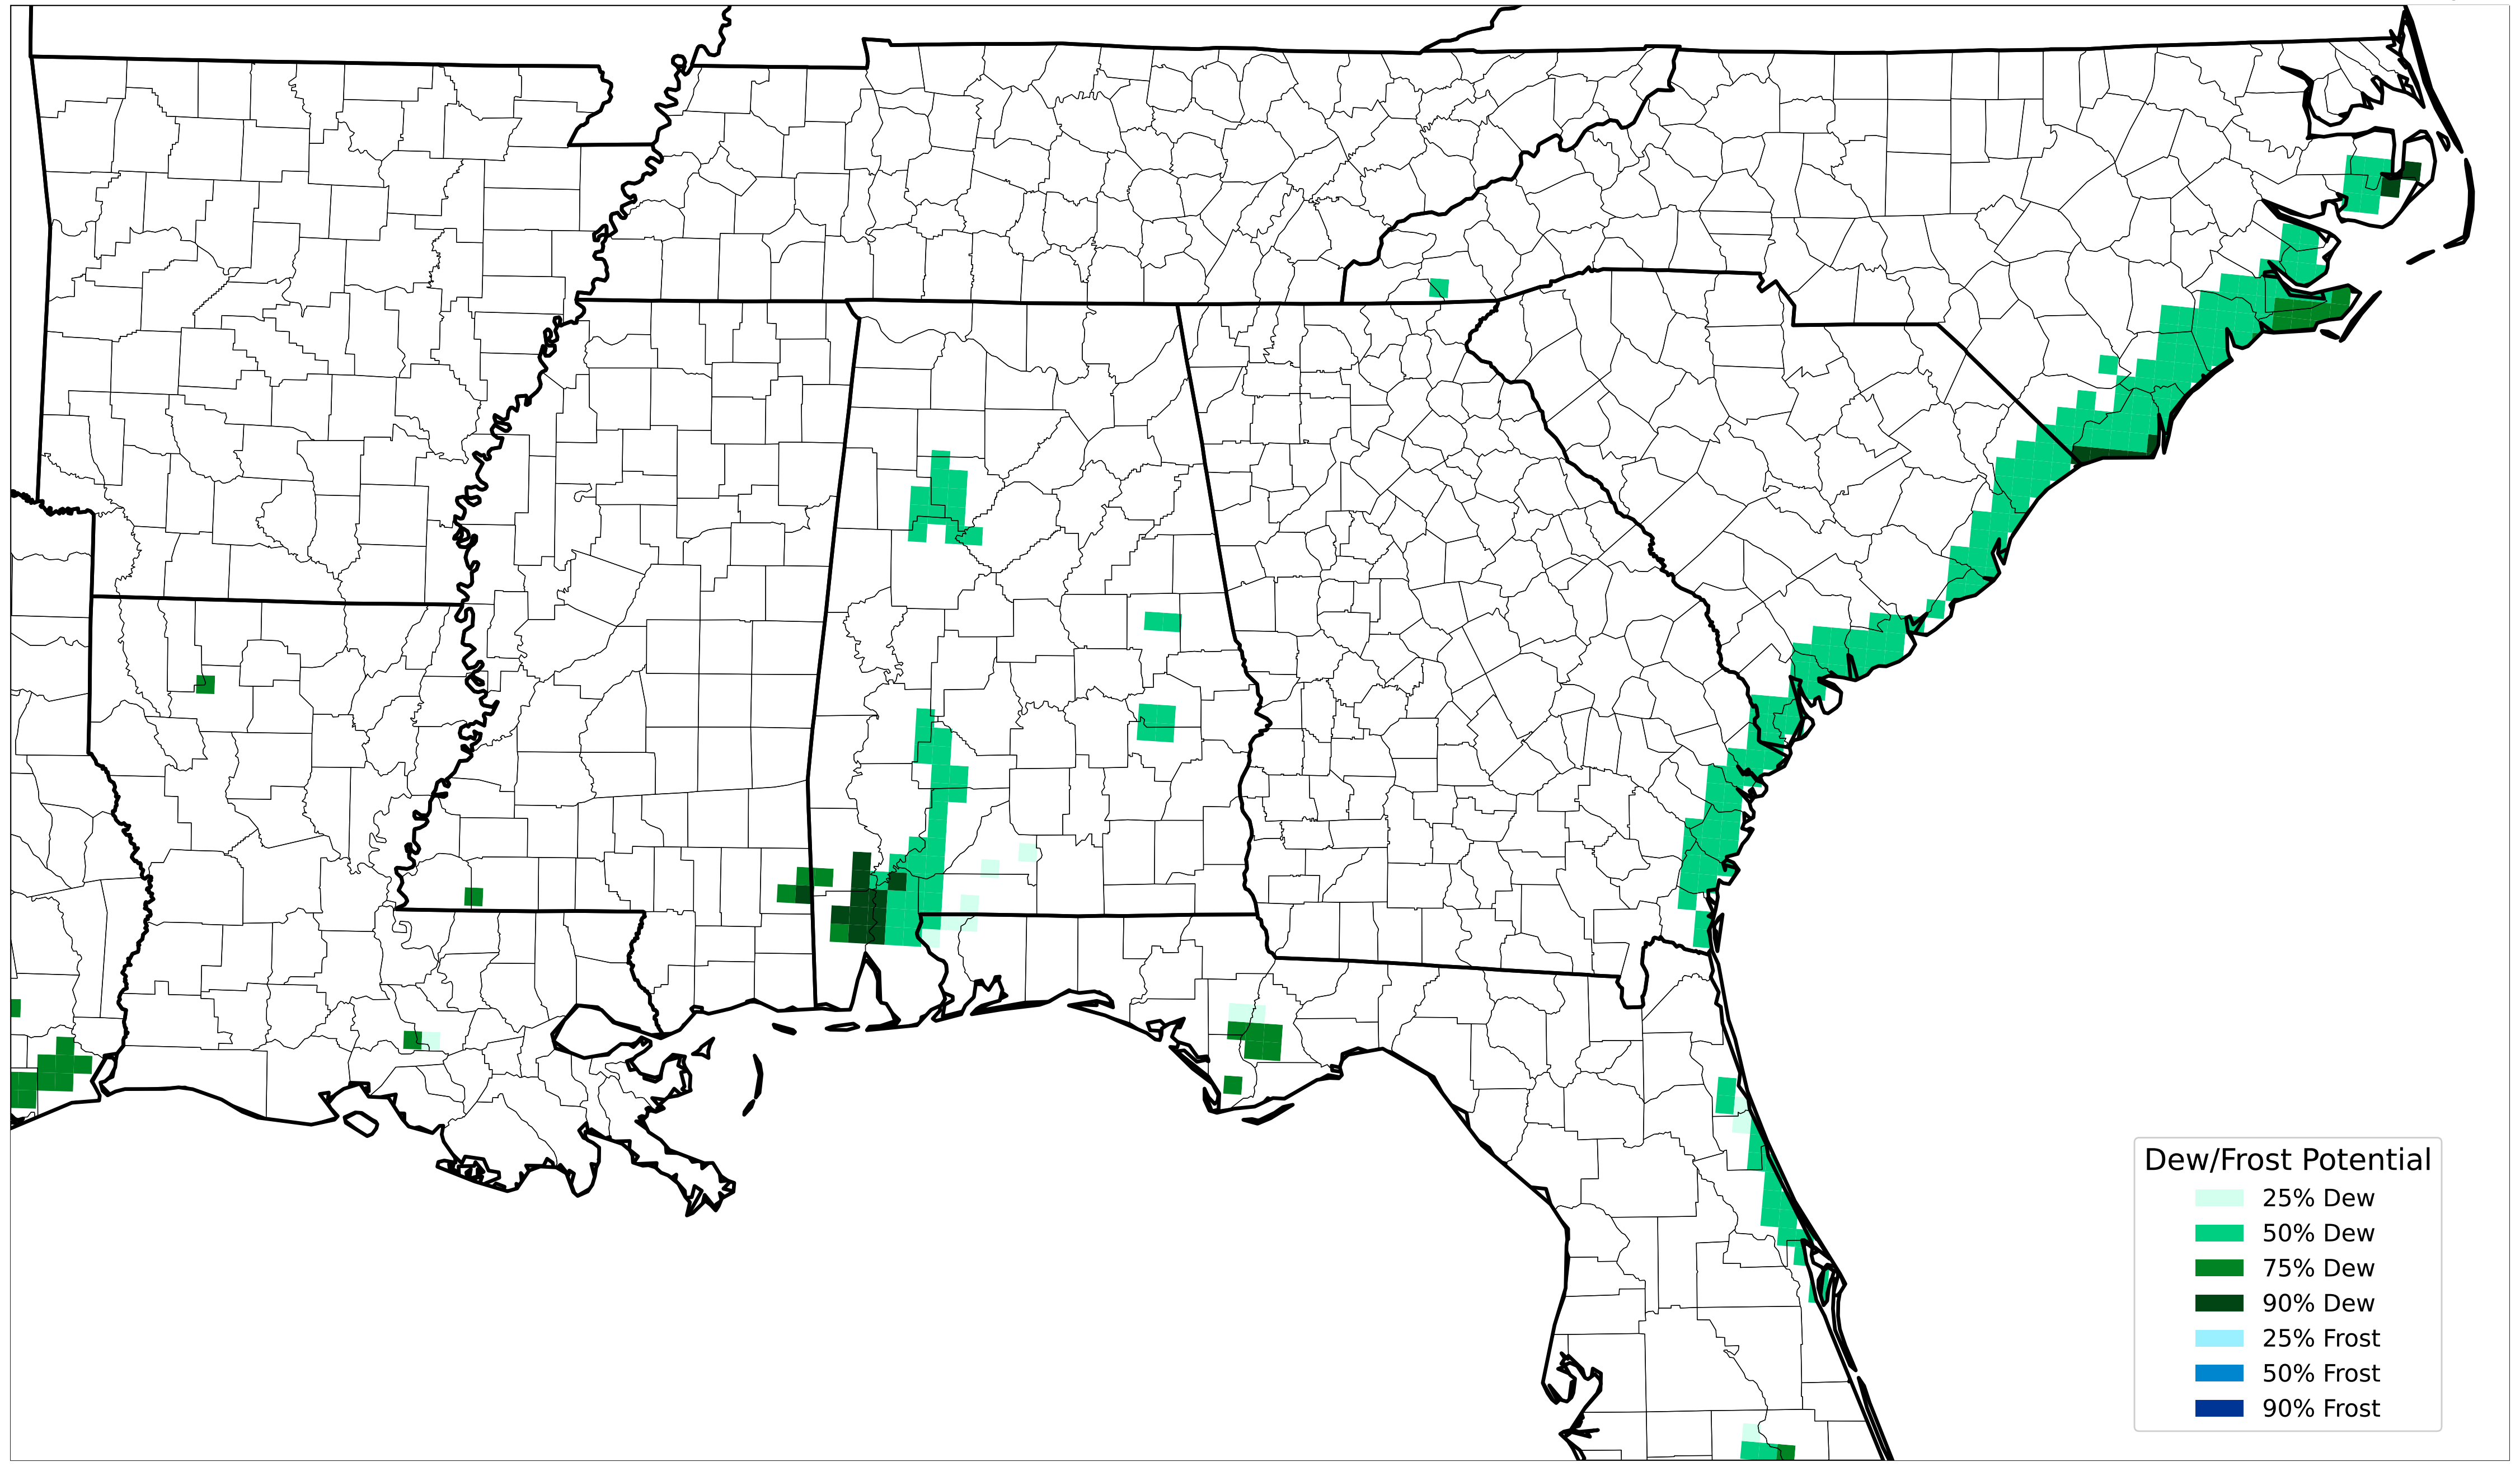 Dew/Frost Potential
25% Dew
50% Dew
75% Dew
90% Dew
25% Frost
50% Frost
90% Frost